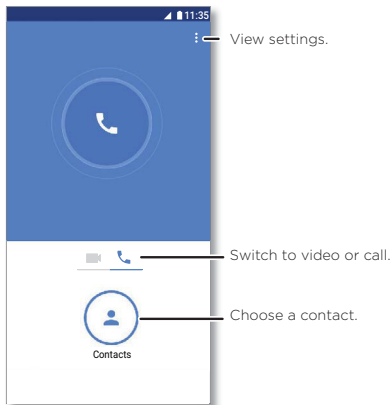 11:35
View settings.
Switch to video or call.
Choose a contact.
Contacts